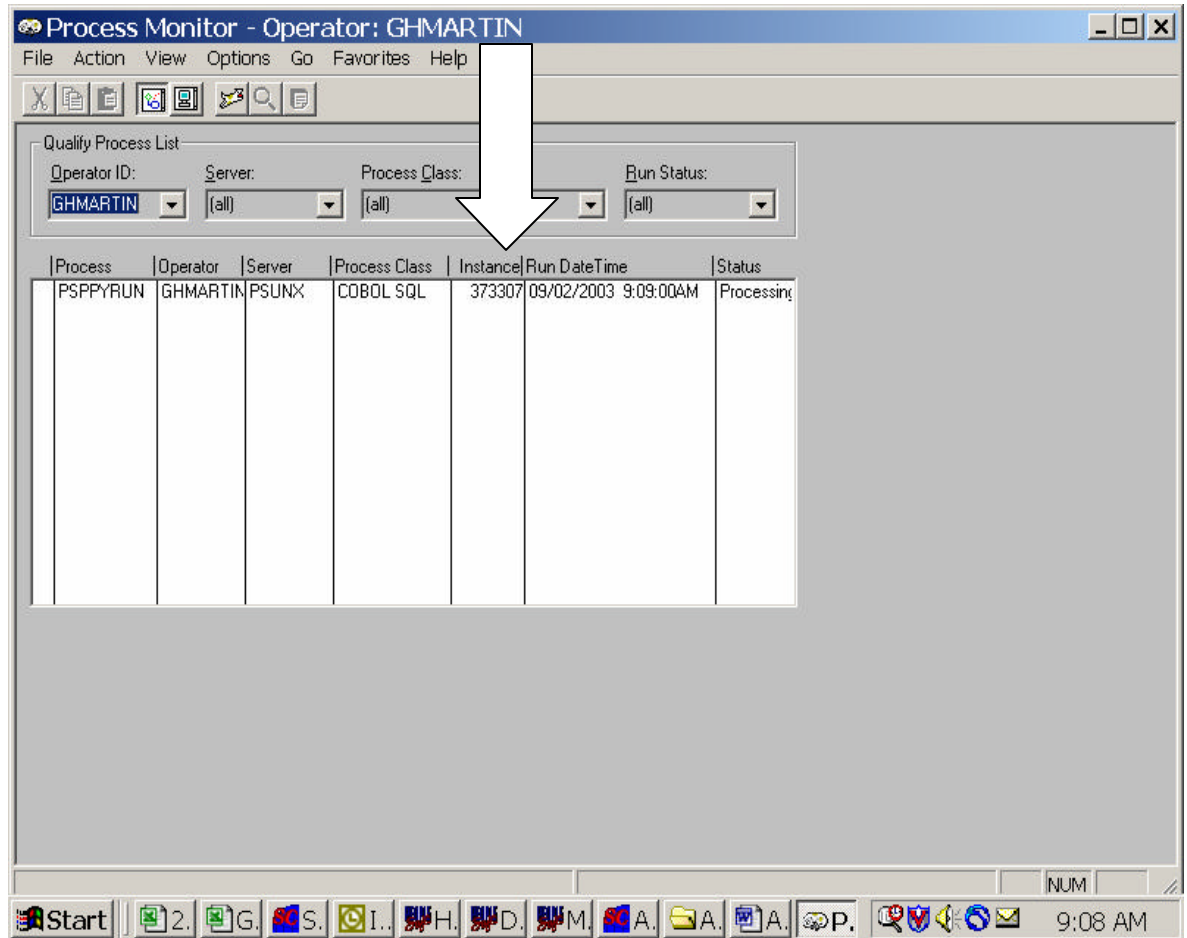 Process Monitor - Operator: GHMARTIN
File Action View Options Go Favorites Help
Qualify Process List
Operator ID: Server: Process Class: Run Status:
GHMARTIN (all) (all) (all)
Process Operator Server Process Class Instance Run DateTime Status
PSPPYRUN GHMARTIN PSUNX COBOL SQL 373307 09/02/2003 9:09:00AM Processing
NUM
Start 2. G. S. I.. H. D. M. A. A. A. P. 9:08 AM